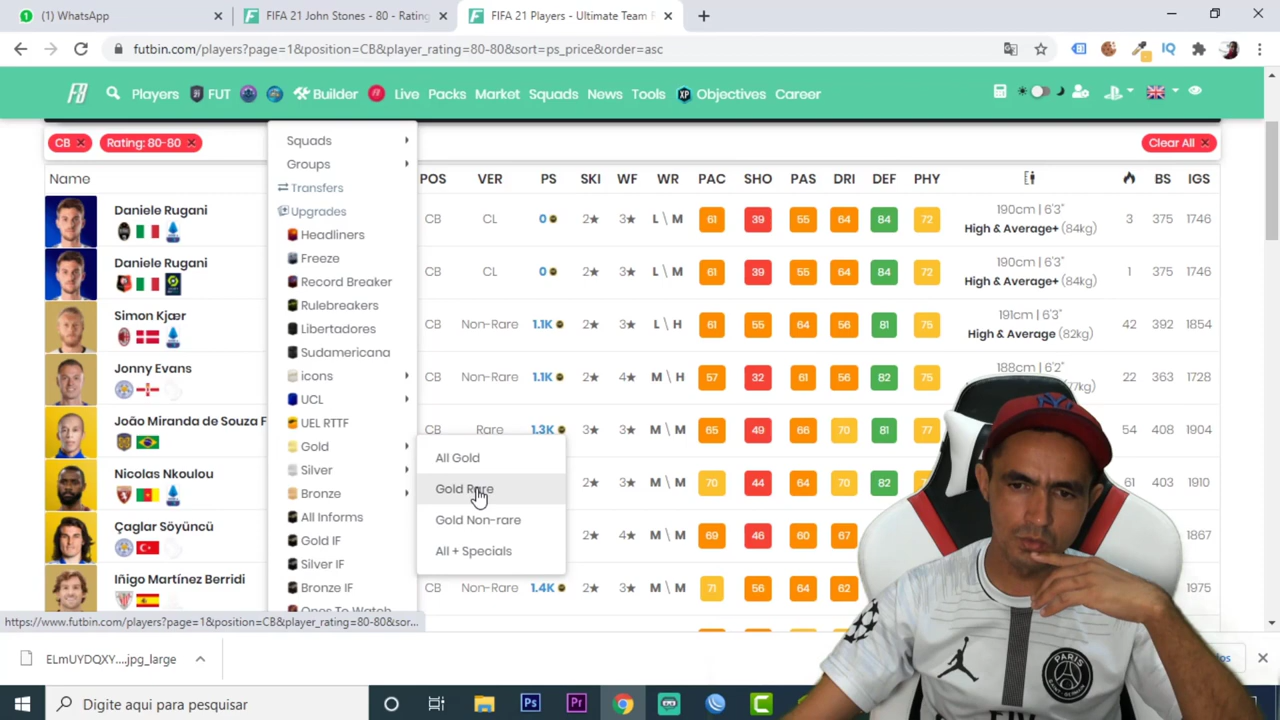 (1) WhatsApp
FIFA 21 John Stones - 80 - Rating
FIFA 21 Players - Ultimate Team
futbin.com/players?page=1&position=CB&player_rating=80-80&sort=ps_price&order=asc
Players FUT Builder Live Packs Market Squads News Tools XP Objectives Career
CB Rating: 80-80 Clear All
Name POS VER PS SKI WF WR PAC SHO PAS DRI DEF PHY BS IGS
Squads
Groups
Transfers
Upgrades
Headliners
Freeze
Record Breaker
Rulebreakers
Libertadores
Sudamericana
icons
UCL
UEL RTTF
Gold
Silver
Bronze
All Informs
Gold IF
Silver IF
Bronze IF
Ones To Watch
All Gold
Gold Rare
Gold Non-rare
All + Specials
Daniele Rugani CB CL 0 2★ 3★ L \ M 61 39 55 64 84 72 190cm | 6'3" 3 375 1746
High & Average+ (84kg)
Daniele Rugani CB CL 0 2★ 3★ L \ M 61 39 55 64 84 72 190cm | 6'3" 1 375 1746
High & Average+ (84kg)
Simon Kjær CB Non-Rare 1.1K 2★ 3★ L \ H 61 55 64 56 81 75 191cm | 6'3" 42 392 1854
High & Average (82kg)
Jonny Evans CB Non-Rare 1.1K 2★ 4★ M \ H 57 32 61 56 82 75 188cm | 6'2" 22 363 1728
João Miranda de Souza F CB Rare 1.3K 3★ 3★ M \ M 65 49 66 70 81 77 54 408 1904
Nicolas Nkoulou 2★ 3★ M \ M 70 44 64 70 82 61 403 1910
Çaglar Söyüncü 2★ 4★ M \ M 69 46 60 67 1867
Iñigo Martínez Berridi CB Non-Rare 1.4K 2★ 3★ M \ M 71 56 64 62 1975
https://www.futbin.com/players?page=1&position=CB&player_rating=80-80&sor...
ELmUYDQXY....jpg_large
Digite aqui para pesquisar
PARIS